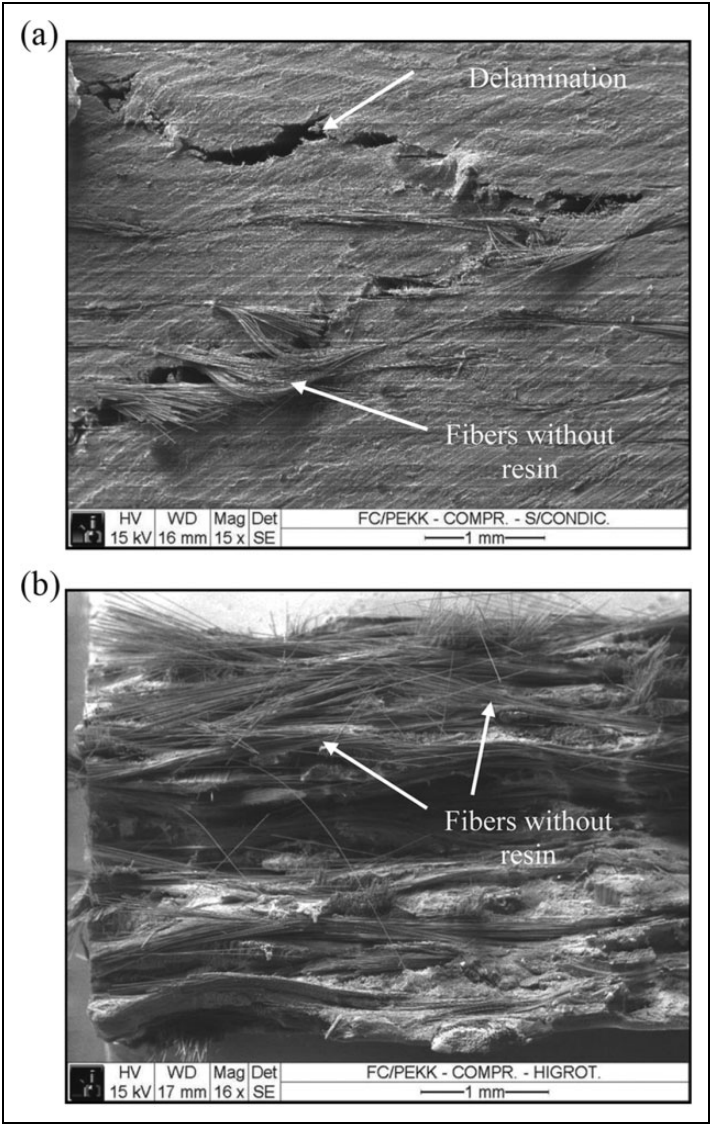 (a)
Delamination
Fibers without
resin
HV WD Mag Det FC/PEKK - COMPR. - S/CONDIC.
15 kV 16 mm 15 x SE 1 mm
(b)
Fibers without
resin
HV WD Mag Det FC/PEKK - COMPR. - HIGROT.
15 kV 17 mm 16 x SE 1 mm